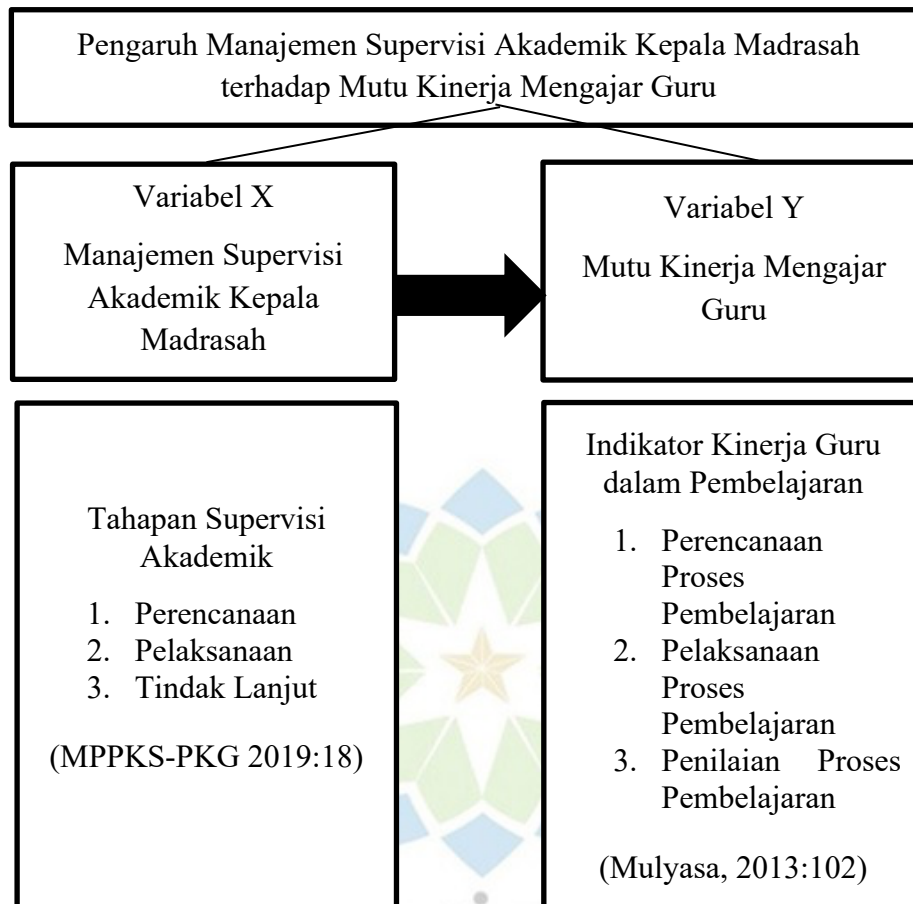 Pengaruh Manajemen Supervisi Akademik Kepala Madrasah
terhadap Mutu Kinerja Mengajar Guru
Variabel X
Manajemen Supervisi
Akademik Kepala
Madrasah
Variabel Y
Mutu Kinerja Mengajar
Guru
Tahapan Supervisi
Akademik
1. Perencanaan
2. Pelaksanaan
3. Tindak Lanjut
(MPPKS-PKG 2019:18)
Indikator Kinerja Guru
dalam Pembelajaran
1. Perencanaan
Proses
Pembelajaran
2. Pelaksanaan
Proses
Pembelajaran
3. Penilaian Proses
Pembelajaran
(Mulyasa, 2013:102)